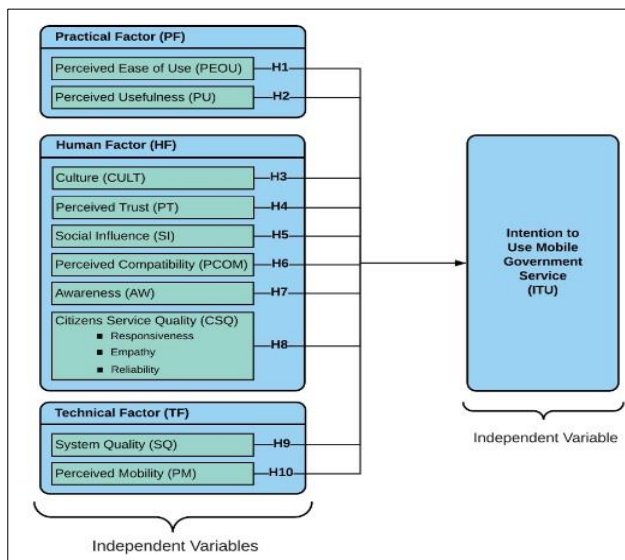 Practical Factor (PF)
Perceived Ease of Use (PEOU)
H1
Perceived Usefulness (PU)
H2
Human Factor (HF)
Culture (CULT)
H3
Perceived Trust (PT)
H4
Social Influence (SI)
H5
Perceived Compatibility (PCOM)
H6
Awareness (AW)
H7
Citizens Service Quality (CSQ)
▪ Responsiveness
▪ Empathy
▪ Reliability
H8
Technical Factor (TF)
System Quality (SQ)
H9
Perceived Mobility (PM)
H10
Independent Variables
Intention to
Use Mobile
Government
Service
(ITU)
Independent Variable